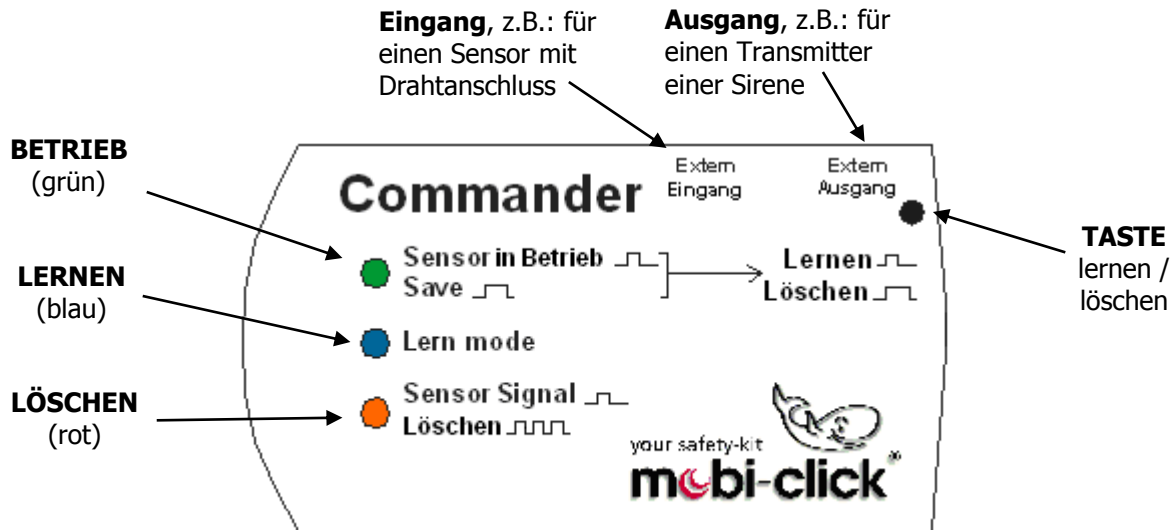 Eingang, z.B.: für
einen Sensor mit
Drahtanschluss
Ausgang, z.B.: für
einen Transmitter
einer Sirene
BETRIEB
(grün)
LERNEN
(blau)
LÖSCHEN
(rot)
Extern
Eingang
Extern
Ausgang
Commander
Sensor in Betrieb
Save
Lernen
Löschen
Lern mode
Sensor Signal
Löschen
your safety-kit
mobi-click®
TASTE
lernen /
löschen